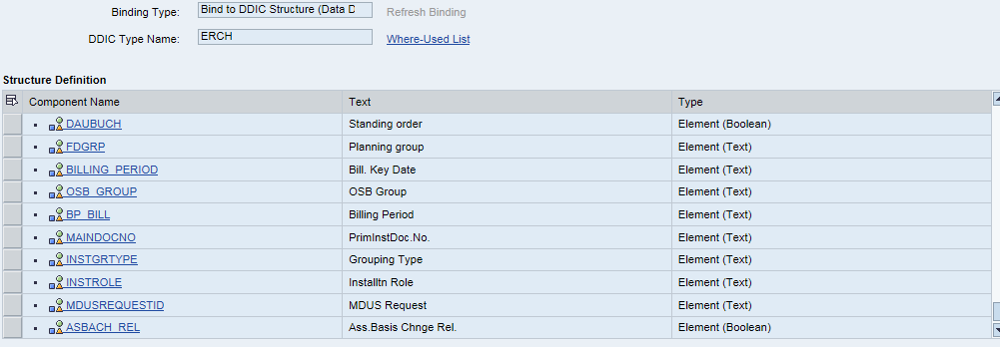 Binding Type: Bind to DDIC Structure (Data D Refresh Binding
DDIC Type Name: ERCH Where-Used List
Structure Definition
Component Name Text Type
DAUBUCH Standing order Element (Boolean)
FDGRP Planning group Element (Text)
BILLING_PERIOD Bill. Key Date Element (Text)
OSB_GROUP OSB Group Element (Text)
BP_BILL Billing Period Element (Text)
MAINDOCNO PrimInstDoc.No. Element (Text)
INSTGRTYPE Grouping Type Element (Text)
INSTROLE Installtn Role Element (Text)
MDUSREQUESTID MDUS Request Element (Text)
ASBACH_REL Ass.Basis Chnge Rel. Element (Boolean)